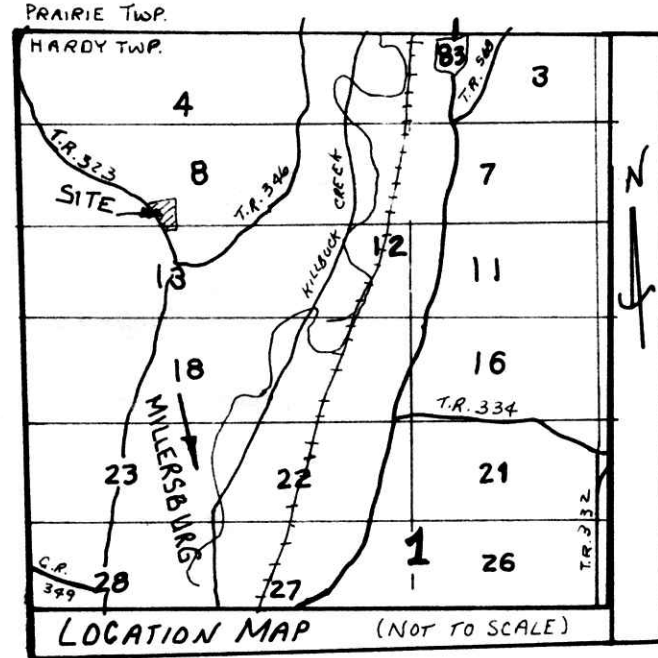 PRAIRIE TWP.
HARDY TWP.
83
T.R. 569
3
4
T.R. 323
8
SITE
T.R. 346
7
N
KILLBUCK CREEK
12
13
11
18
16
MILLERSBURG
T.R. 334
23
22
21
T.R. 332
1
C.R.
349
28
27
26
LOCATION MAP (NOT TO SCALE)